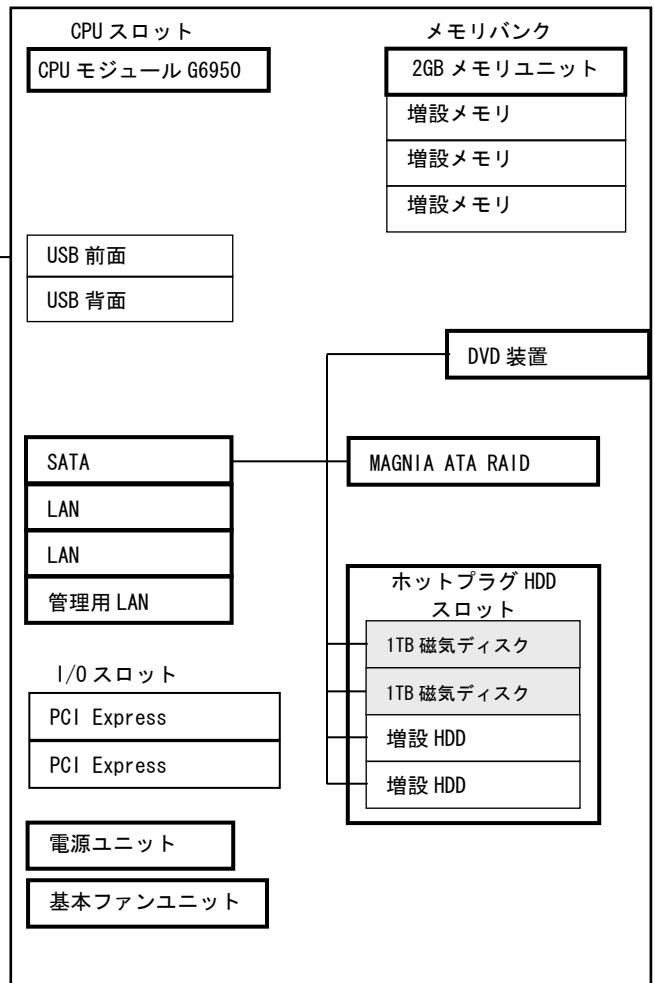 CPU スロット
CPU モジュール G6950
メモリバンク
2GB メモリユニット
増設メモリ
増設メモリ
増設メモリ
USB 前面
USB 背面
DVD 装置
SATA
MAGNIA ATA RAID
LAN
LAN
管理用 LAN
ホットプラグ HDD
スロット
1TB 磁気ディスク
1TB 磁気ディスク
増設 HDD
増設 HDD
I/O スロット
PCI Express
PCI Express
電源ユニット
基本ファンユニット